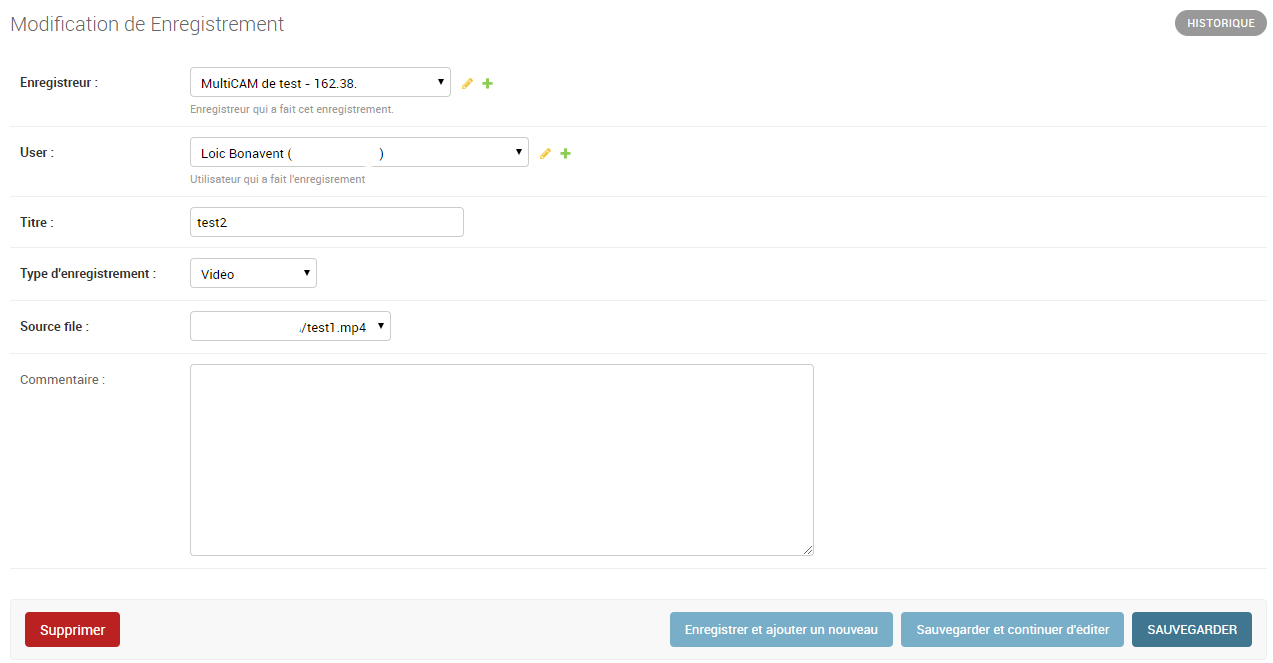 Modification de Enregistrement
HISTORIQUE
Enregistreur :
MultiCAM de test - 162.38.
Enregistreur qui a fait cet enregistrement.
User :
Loic Bonavent ( )
Utilisateur qui a fait l'enregisrement
Titre :
test2
Type d'enregistrement :
Video
Source file :
/test1.mp4
Commentaire :
Supprimer
Enregistrer et ajouter un nouveau
Sauvegarder et continuer d'éditer
SAUVEGARDER